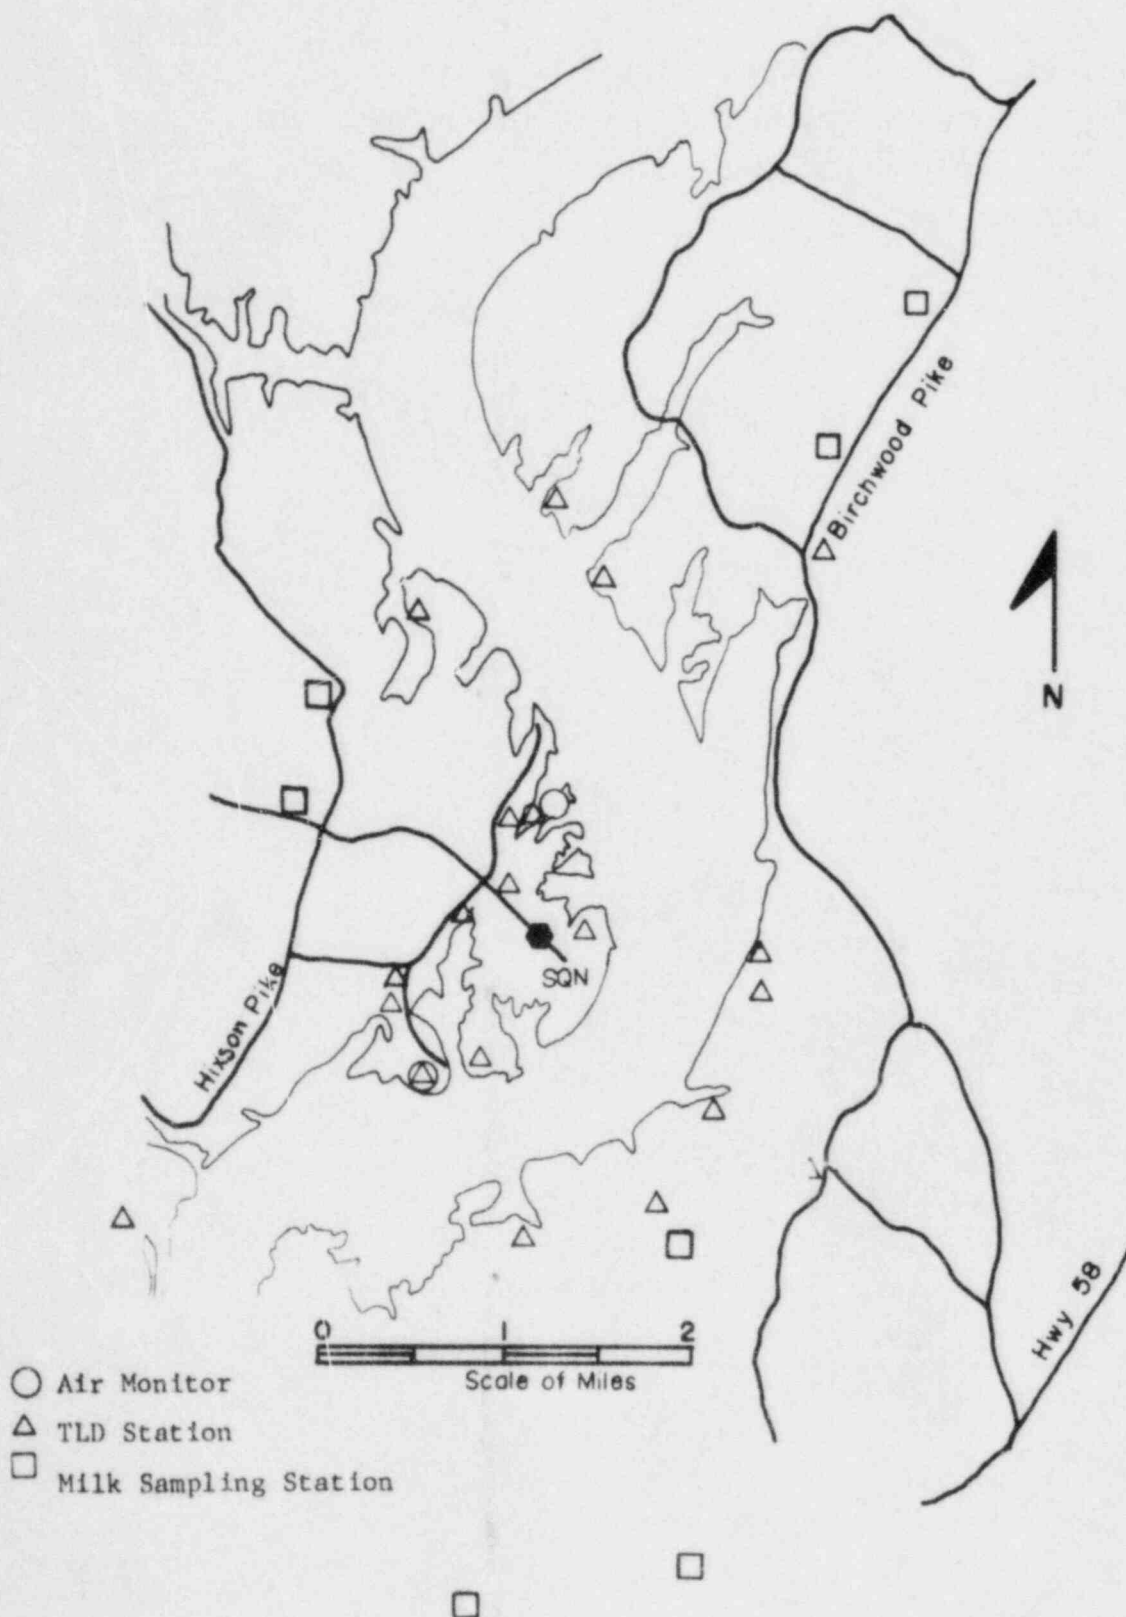 Birchwood Pike
N
SQN
Hixson Pike
Hwy 58
0 1 2
Scale of Miles
Air Monitor
TLD Station
Milk Sampling Station